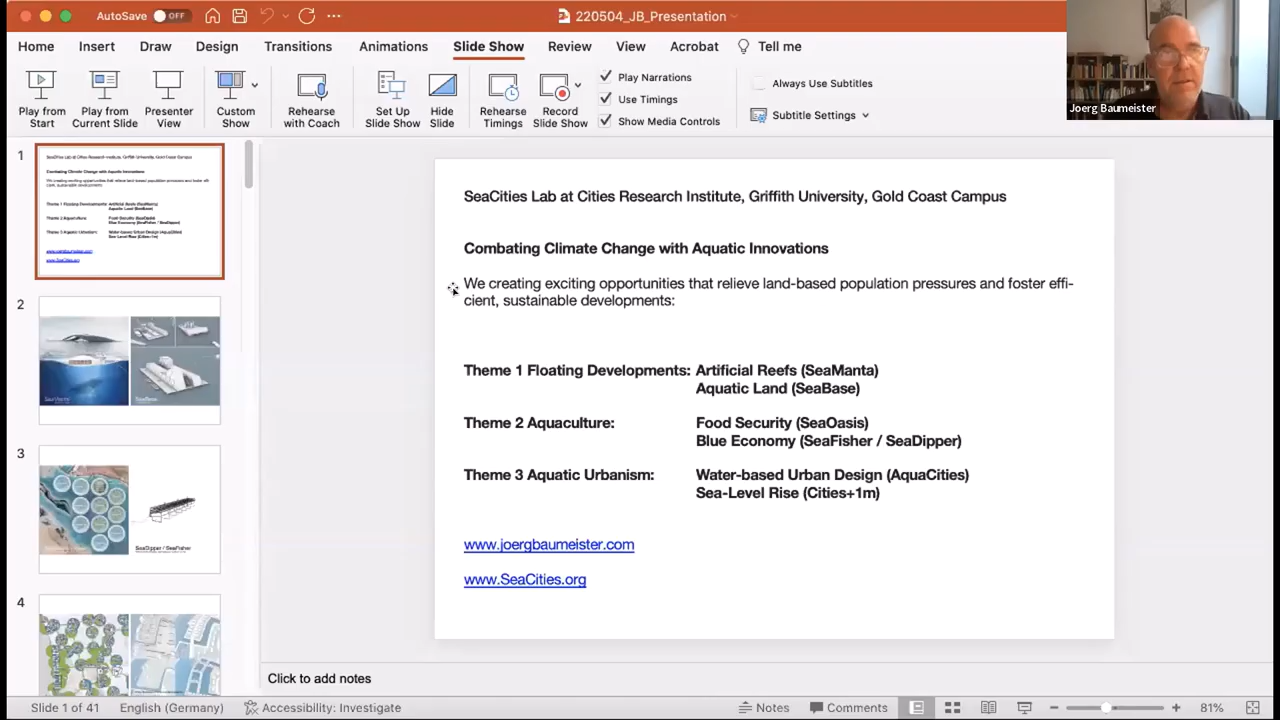 AutoSave OFF
220504_JB_Presentation
Home Insert Draw Design Transitions Animations Slide Show Review View Acrobat Tell me
Play from Start
Play from Current Slide
Presenter View
Custom Show
Rehearse with Coach
Set Up Slide Show
Hide Slide
Rehearse Timings
Record Slide Show
Play Narrations
Use Timings
Show Media Controls
Always Use Subtitles
Subtitle Settings
Joerg Baumeister
1
2
3
SeaDipper / SeaFisher
4
SeaCities Lab at Cities Research Institute, Griffith University, Gold Coast Campus
Combating Climate Change with Aquatic Innovations
We creating exciting opportunities that relieve land-based population pressures and foster effi-
cient, sustainable developments:
Theme 1 Floating Developments: Artificial Reefs (SeaManta)
Aquatic Land (SeaBase)
Theme 2 Aquaculture: Food Security (SeaOasis)
Blue Economy (SeaFisher / SeaDipper)
Theme 3 Aquatic Urbanism: Water-based Urban Design (AquaCities)
Sea-Level Rise (Cities+1m)
www.joergbaumeister.com
www.SeaCities.org
Click to add notes
Slide 1 of 41 English (Germany) Accessibility: Investigate Notes Comments 81%